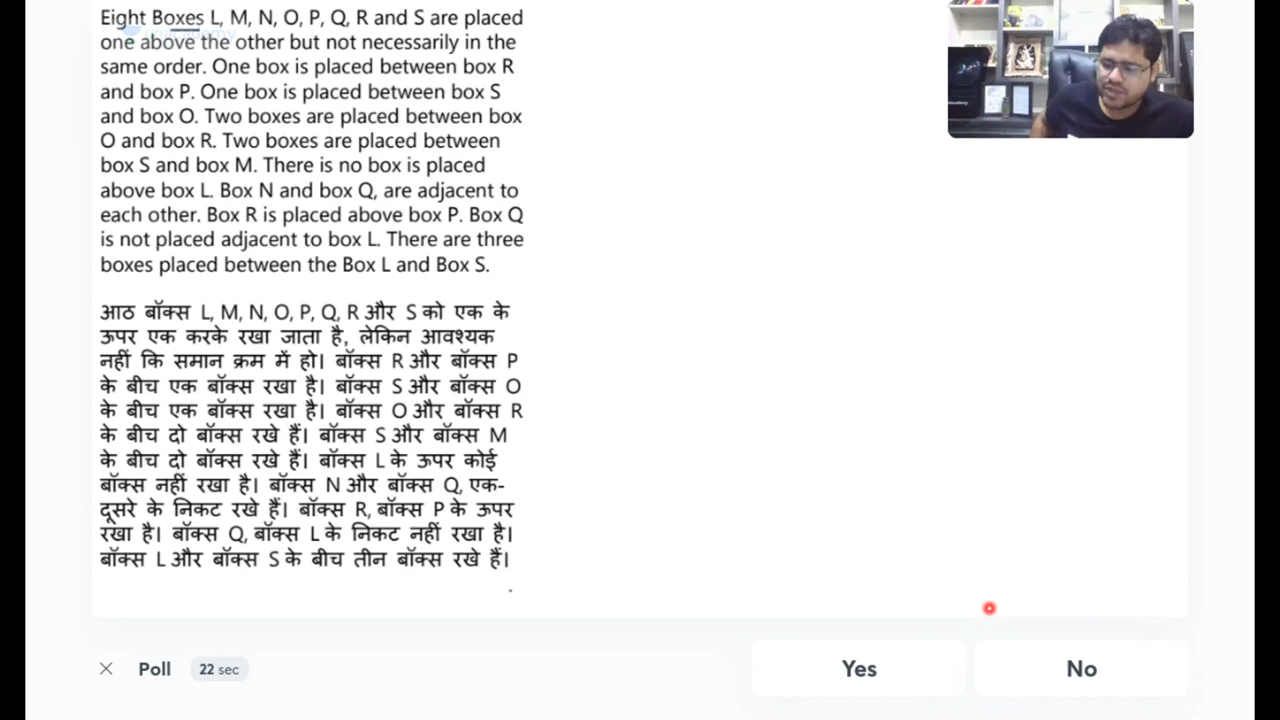 Eight Boxes L, M, N, O, P, Q, R and S are placed
one above the other but not necessarily in the
same order. One box is placed between box R
and box P. One box is placed between box S
and box O. Two boxes are placed between box
O and box R. Two boxes are placed between
box S and box M. There is no box is placed
above box L. Box N and box Q, are adjacent to
each other. Box R is placed above box P. Box Q
is not placed adjacent to box L. There are three
boxes placed between the Box L and Box S.
आठ बॉक्स L, M, N, O, P, Q, R और S को एक के
ऊपर एक करके रखा जाता है, लेकिन आवश्यक
नहीं कि समान क्रम में हो। बॉक्स R और बॉक्स P
के बीच एक बॉक्स रखा है। बॉक्स S और बॉक्स O
के बीच एक बॉक्स रखा है। बॉक्स O और बॉक्स R
के बीच दो बॉक्स रखे हैं। बॉक्स S और बॉक्स M
के बीच दो बॉक्स रखे हैं। बॉक्स L के ऊपर कोई
बॉक्स नहीं रखा है। बॉक्स N और बॉक्स Q, एक-
दूसरे के निकट रखे हैं। बॉक्स R, बॉक्स P के ऊपर
रखा है। बॉक्स Q, बॉक्स L के निकट नहीं रखा है।
बॉक्स L और बॉक्स S के बीच तीन बॉक्स रखे हैं।
Poll 22 sec Yes No